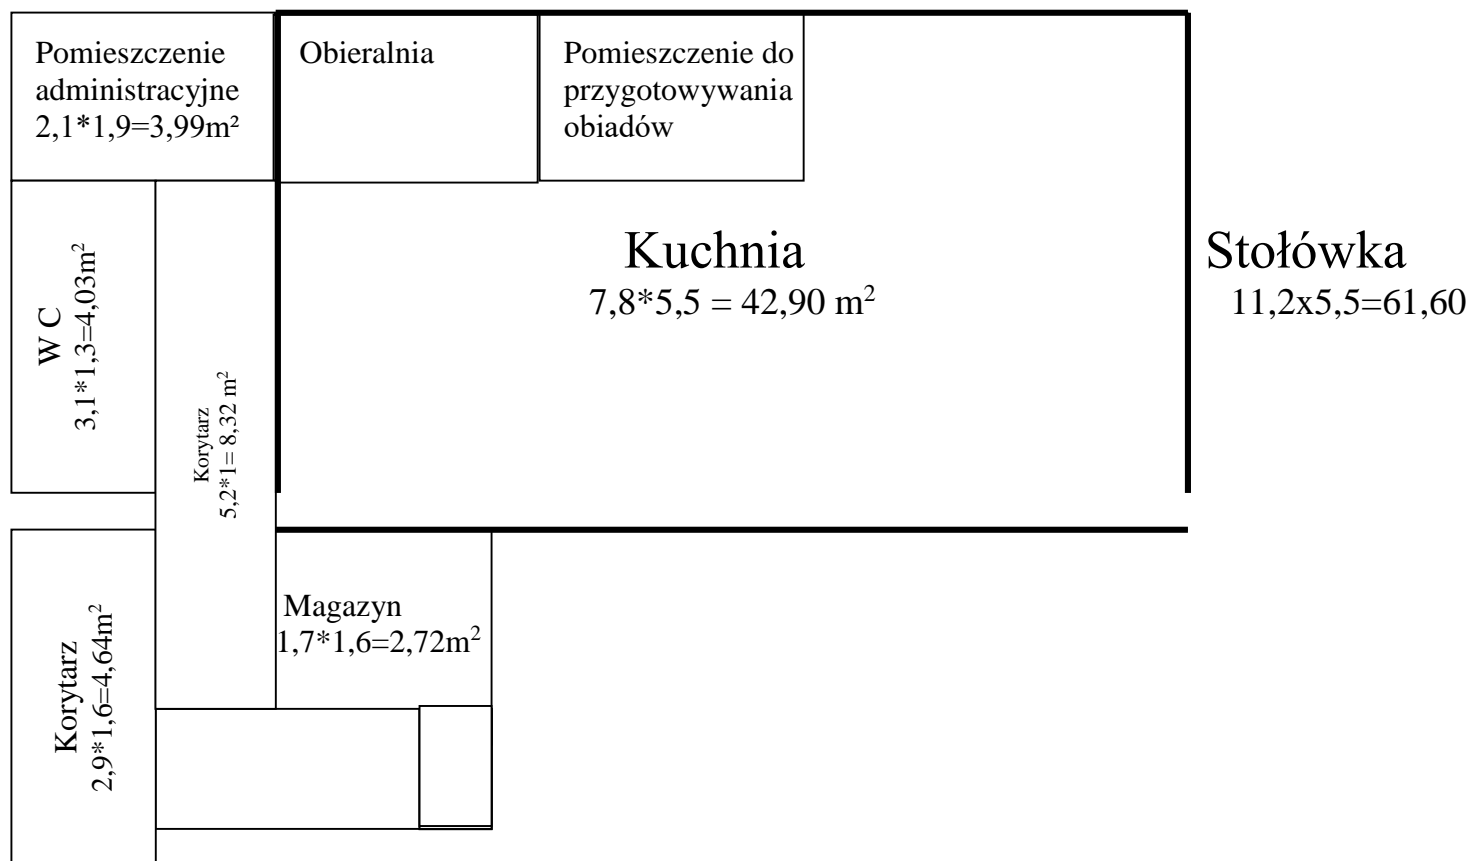 Pomieszczenie
administracyjne
2,1*1,9=3,99m²
Obieralnia
Pomieszczenie do
przygotowywania
obiadów
Kuchnia
7,8*5,5 = 42,90 m²
Stołówka
11,2x5,5=61,60
W C
3,1*1,3=4,03m²
Korytarz
5,2*1= 8,32 m²
Magazyn
1,7*1,6=2,72m²
Korytarz
2,9*1,6=4,64m²